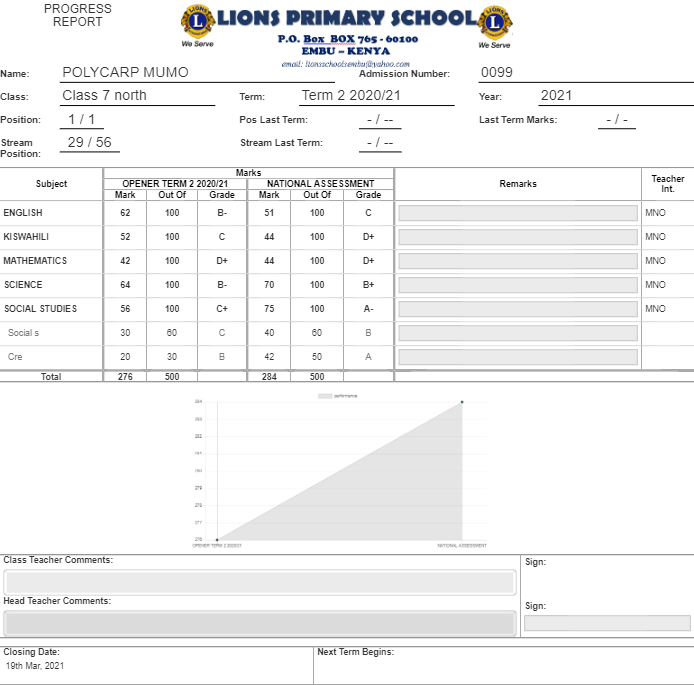 PROGRESS
REPORT
LIONS PRIMARY SCHOOL
We Serve
We Serve
P.O. Box BOX 765 - 60100
EMBU – KENYA
email: lionsschoolsembu@yahoo.com
Name: POLYCARP MUMO Admission Number: 0099
Class: Class 7 north Term: Term 2 2020/21 Year: 2021
Position: 1 / 1 Pos Last Term: - / -- Last Term Marks: - / -
Stream Position: 29 / 56 Stream Last Term: - / --
Marks
Subject OPENER TERM 2 2020/21 NATIONAL ASSESSMENT Remarks Teacher Int.
Mark Out Of Grade Mark Out Of Grade
ENGLISH 62 100 B- 51 100 C MNO
KISWAHILI 52 100 C 44 100 D+ MNO
MATHEMATICS 42 100 D+ 44 100 D+ MNO
SCIENCE 64 100 B- 70 100 B+ MNO
SOCIAL STUDIES 56 100 C+ 75 100 A- MNO
Social s 30 60 C 40 60 B
Cre 20 30 B 42 50 A
Total 276 500 284 500
performance
284
283
282
281
280
279
278
277
276
OPENER TERM 2 2020/21 NATIONAL ASSESSMENT
Class Teacher Comments: Sign:
Head Teacher Comments: Sign:
Closing Date: Next Term Begins:
19th Mar, 2021